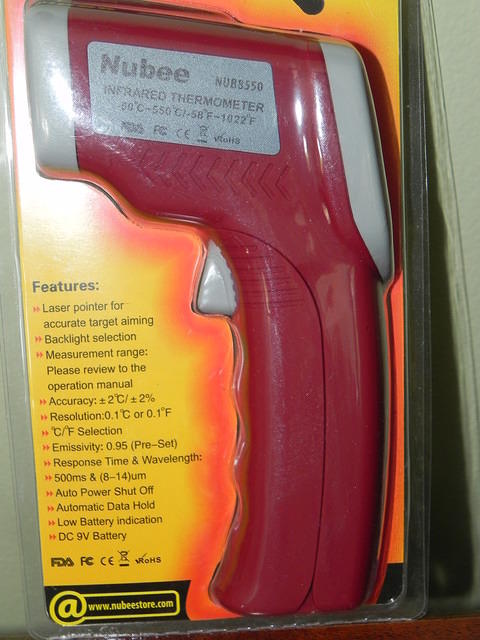 Nubee
NUB8550
INFRARED THERMOMETER
-50°C~550°C/-58°F~1022°F
FDA FC CE RoHS
Features:
Laser pointer for
accurate target aiming
Backlight selection
Measurement range:
Please review to the
operation manual
Accuracy: ±2°C/ ±2%
Resolution:0.1°C or 0.1°F
°C/°F Selection
Emissivity: 0.95 (Pre-Set)
Response Time & Wavelength:
500ms & (8-14)um
Auto Power Shut Off
Automatic Data Hold
Low Battery indication
DC 9V Battery
FDA FC CE RoHS
@ www.nubeestore.com